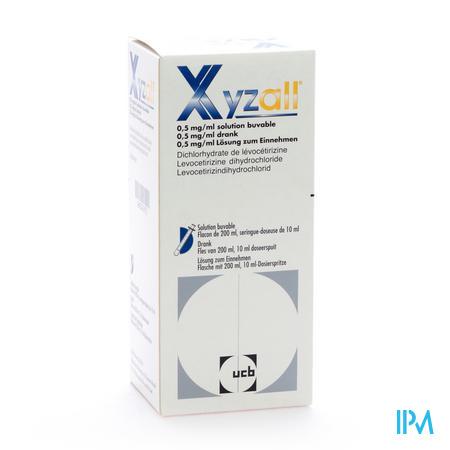 Xyzall®
0,5 mg/ml solution buvable
0,5 mg/ml drank
0,5 mg/ml Lösung zum Einnehmen
Dichlorhydrate de lévocétirizine
Levocetirizine dihydrochloride
Levocetirizindihydrochlorid
Solution buvable
Flacon de 200 ml, seringue-doseuse de 10 ml
Drank
Fles van 200 ml, 10 ml doseerspuit
Lösung zum Einnehmen
Flasche mit 200 ml, 10 ml-Dosierspritze
ucb
IPM